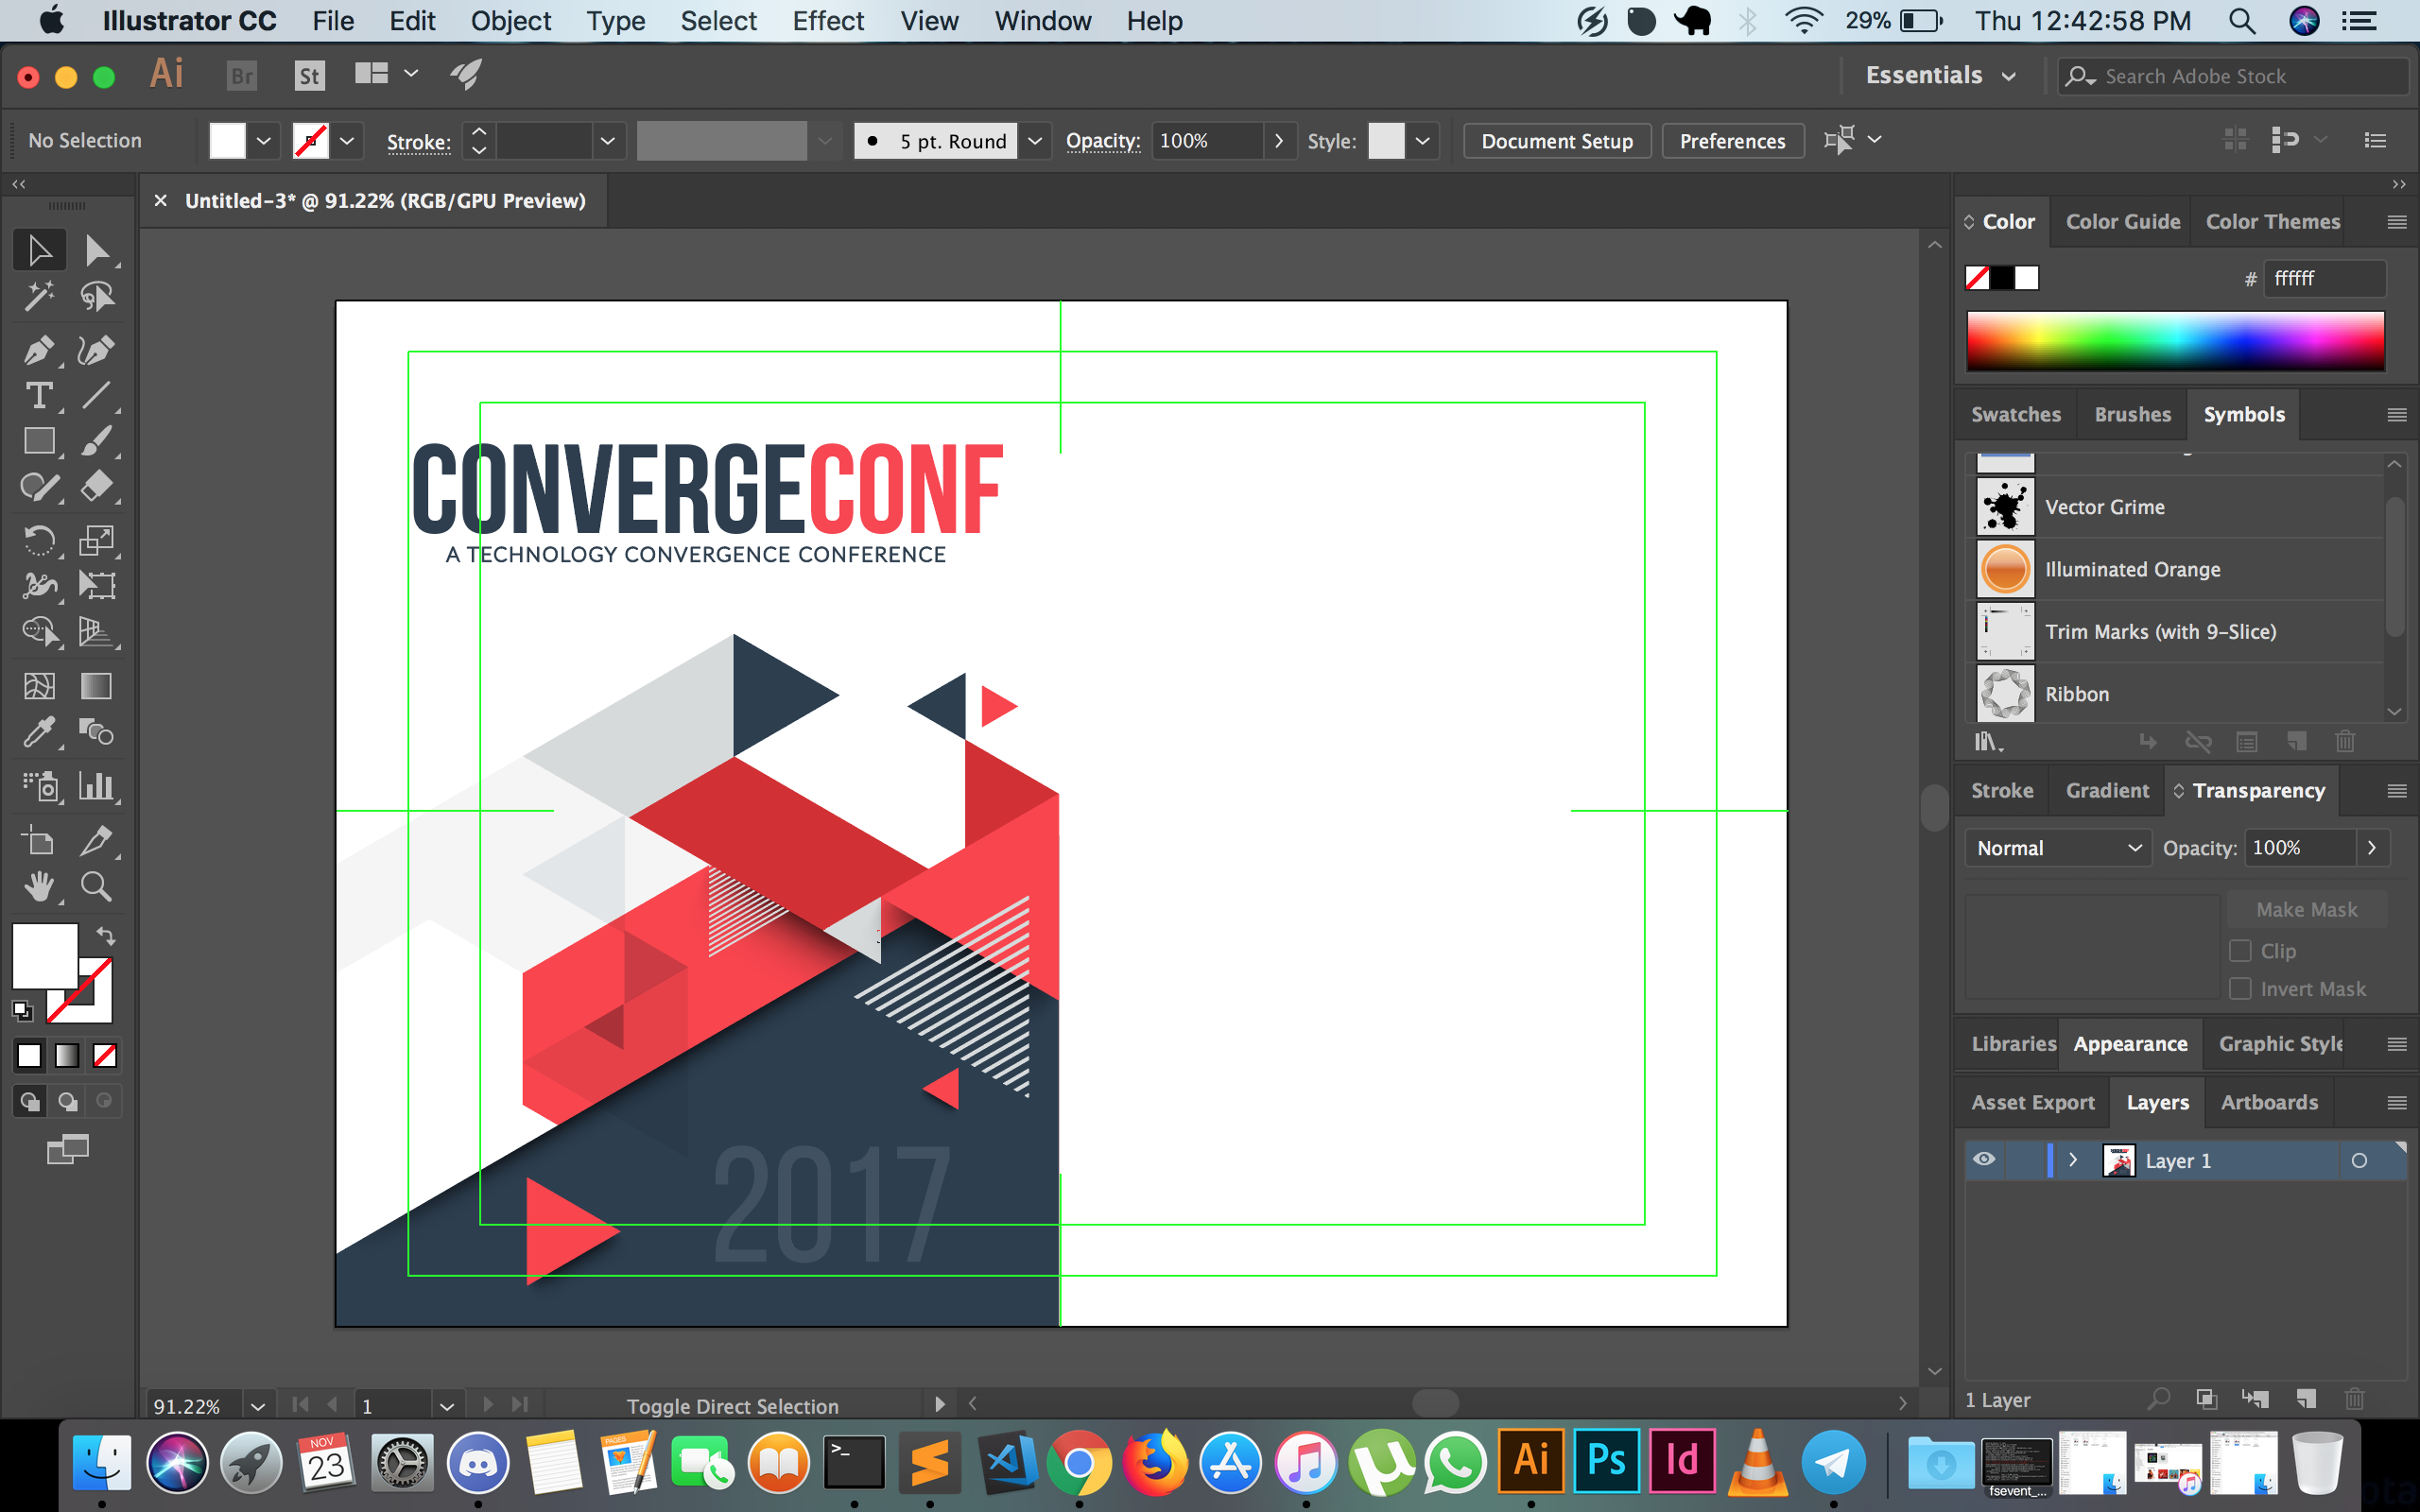 Illustrator CC File Edit Object Type Select Effect View Window Help 29% Thu 12:42:58 PM
Ai Br St Essentials Search Adobe Stock
No Selection Stroke: 5 pt. Round Opacity: 100% Style: Document Setup Preferences
Untitled-3* @ 91.22% (RGB/GPU Preview)
Color Color Guide Color Themes
# ffffff
Swatches Brushes Symbols
Vector Grime
Illuminated Orange
Trim Marks (with 9-Slice)
Ribbon
Stroke Gradient Transparency
Normal Opacity: 100%
Make Mask
Clip
Invert Mask
Libraries Appearance Graphic Style
Asset Export Layers Artboards
Layer 1
1 Layer
CONVERGECONF
A TECHNOLOGY CONVERGENCE CONFERENCE
2017
91.22% 1 Toggle Direct Selection
NOV
23
PAGES
>_
Ai Ps Id
fsevent_...